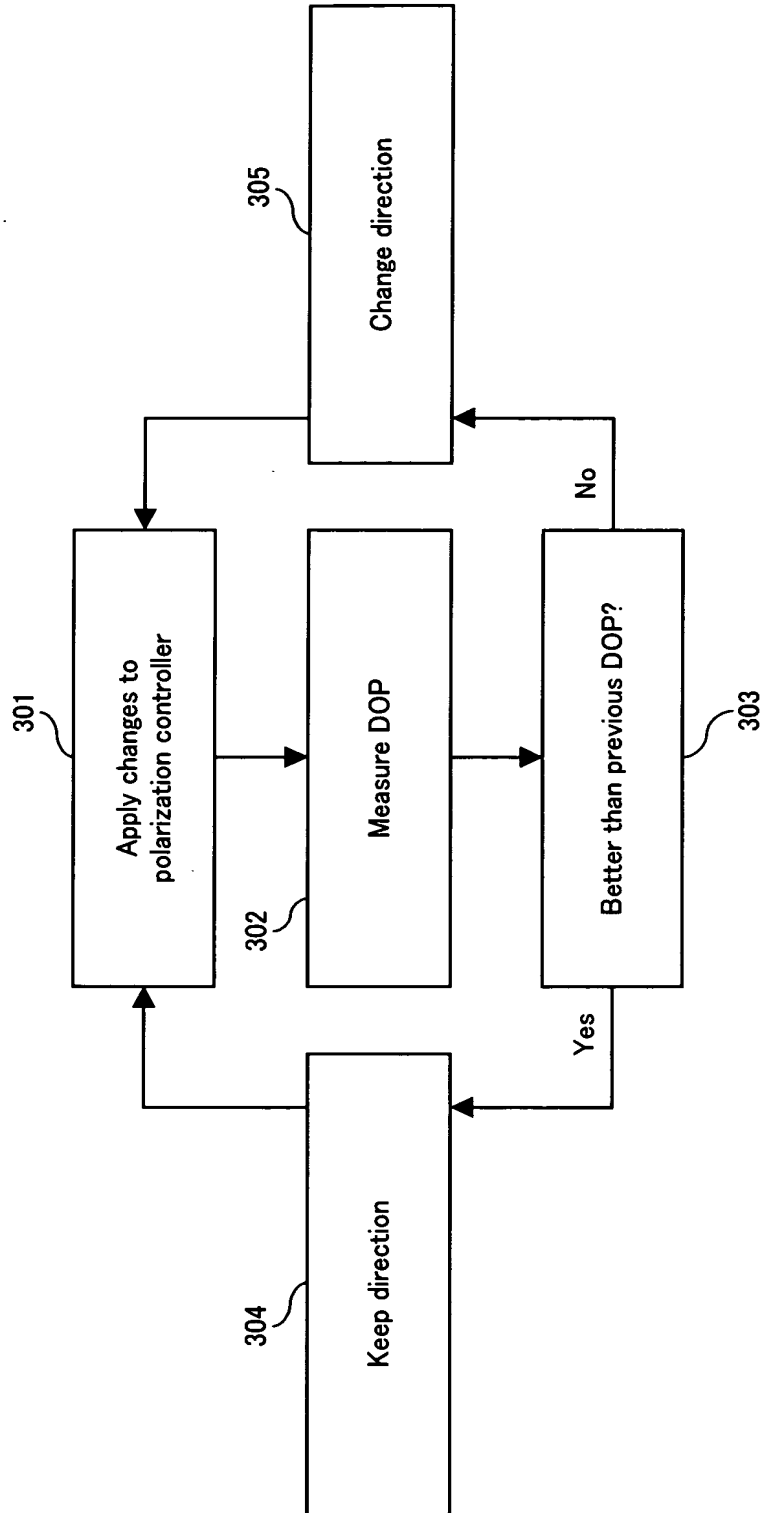 301
Apply changes to
polarization controller
302
Measure DOP
303
Better than previous DOP?
Yes
No
304
Keep direction
305
Change direction